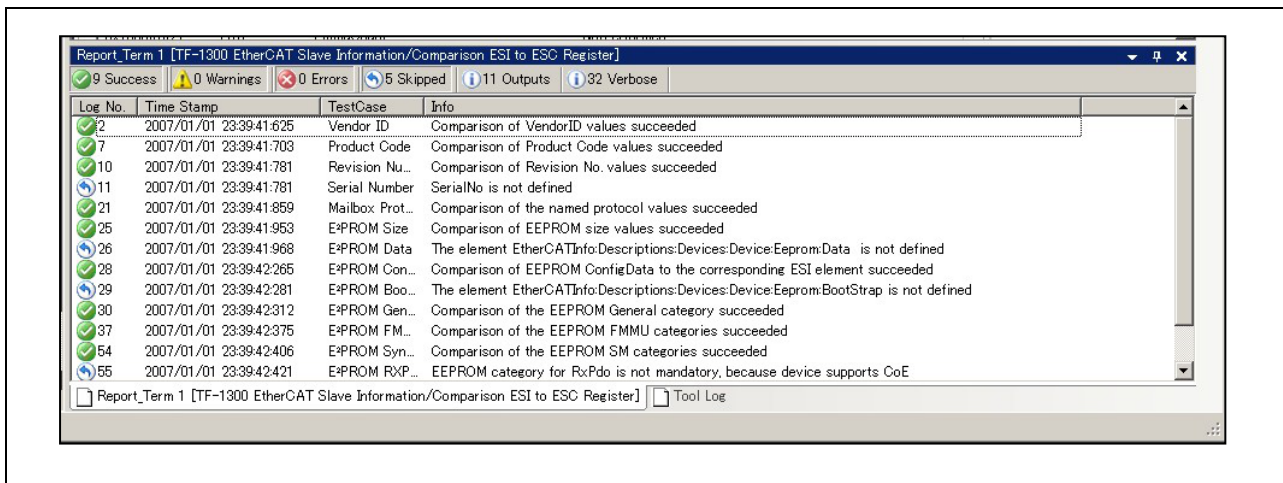 Report_Term 1 [TF-1300 EtherCAT Slave Information/Comparison ESI to ESC Register]
9 Success 0 Warnings 0 Errors 5 Skipped 11 Outputs 32 Verbose
Log No. Time Stamp TestCase Info
2 2007/01/01 23:39:41:625 Vendor ID Comparison of VendorID values succeeded
7 2007/01/01 23:39:41:703 Product Code Comparison of Product Code values succeeded
10 2007/01/01 23:39:41:781 Revision Nu... Comparison of Revision No. values succeeded
11 2007/01/01 23:39:41:781 Serial Number SerialNo is not defined
21 2007/01/01 23:39:41:859 Mailbox Prot... Comparison of the named protocol values succeeded
25 2007/01/01 23:39:41:953 E²PROM Size Comparison of EEPROM size values succeeded
26 2007/01/01 23:39:41:968 E²PROM Data The element EtherCATInfo:Descriptions:Devices:Device:Eeprom:Data is not defined
28 2007/01/01 23:39:42:265 E²PROM Con... Comparison of EEPROM ConfigData to the corresponding ESI element succeeded
29 2007/01/01 23:39:42:281 E²PROM Boo... The element EtherCATInfo:Descriptions:Devices:Device:Eeprom:BootStrap is not defined
30 2007/01/01 23:39:42:312 E²PROM Gen... Comparison of the EEPROM General category succeeded
37 2007/01/01 23:39:42:375 E²PROM FM... Comparison of the EEPROM FMMU categories succeeded
54 2007/01/01 23:39:42:406 E²PROM Syn... Comparison of the EEPROM SM categories succeeded
55 2007/01/01 23:39:42:421 E²PROM RXP... EEPROM category for RxPdo is not mandatory, because device supports CoE
Report_Term 1 [TF-1300 EtherCAT Slave Information/Comparison ESI to ESC Register] Tool Log